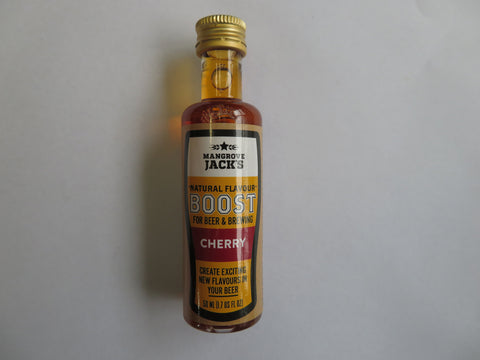 MANGROVE
JACK'S
NATURAL FLAVOUR
BOOST
FOR BEER & BREWING
CHERRY
CREATE EXCITING
NEW FLAVOURS IN
YOUR BEER
50 ML (1.7 US FL OZ)